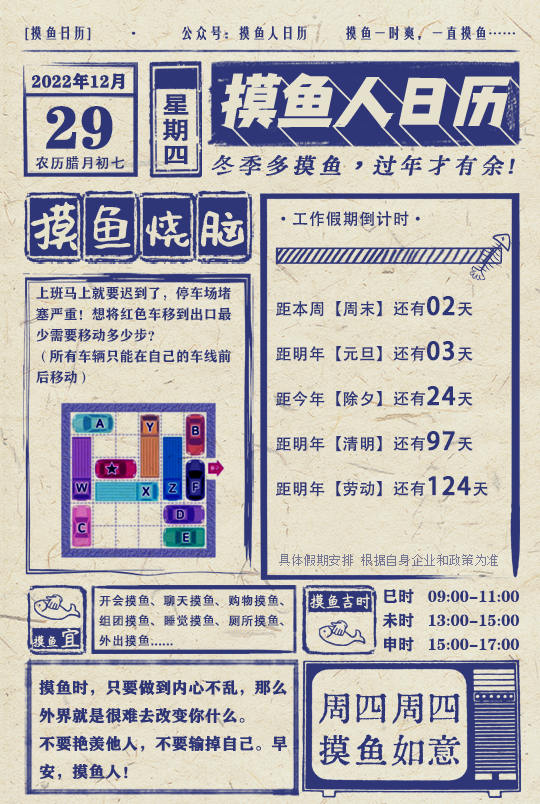 [摸鱼日历] · 公众号：摸鱼人日历 摸鱼一时爽，一直摸鱼……
2022年12月
29
农历腊月初七
星期四
摸鱼人日历
冬季多摸鱼，过年才有余！
摸鱼烧脑
上班马上就要迟到了，停车场堵
塞严重！想将红色车移到出口最
少需要移动多少步？
（所有车辆只能在自己的车线前
后移动）
A
Y
B
W
X
Z
F
C
D
E
·工作假期倒计时·
距本周【周末】还有02天
距明年【元旦】还有03天
距今年【除夕】还有24天
距明年【清明】还有97天
距明年【劳动】还有124天
具体假期安排 根据自身企业和政策为准
摸鱼宜
开会摸鱼、聊天摸鱼、购物摸鱼、
组团摸鱼、睡觉摸鱼、厕所摸鱼、
外出摸鱼……
摸鱼吉时
巳时 09:00-11:00
未时 13:00-15:00
申时 15:00-17:00
摸鱼时，只要做到内心不乱，那么
外界就是很难去改变你什么。
不要艳羡他人，不要输掉自己。早
安，摸鱼人！
周四周四
摸鱼如意